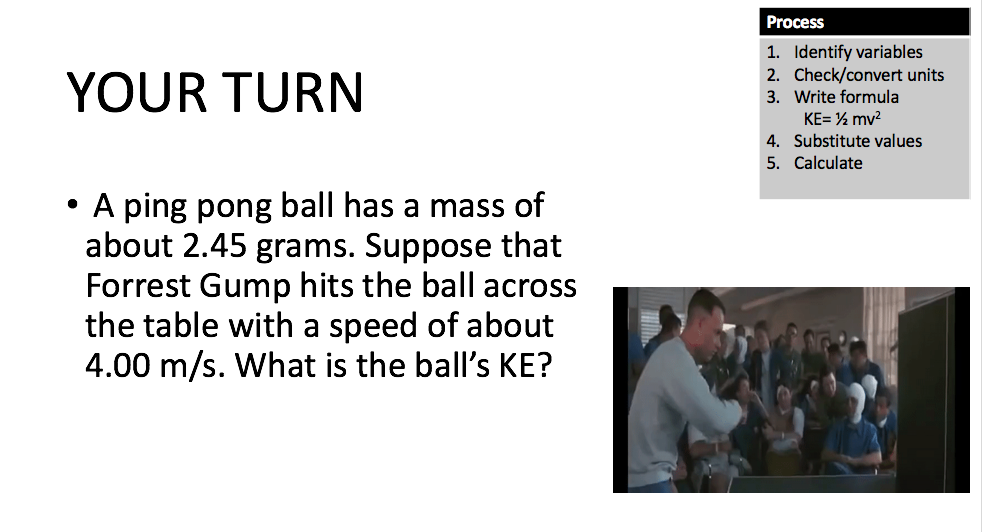 YOUR TURN
• A ping pong ball has a mass of
about 2.45 grams. Suppose that
Forrest Gump hits the ball across
the table with a speed of about
4.00 m/s. What is the ball’s KE?
Process
1. Identify variables
2. Check/convert units
3. Write formula
KE= ½ mv²
4. Substitute values
5. Calculate